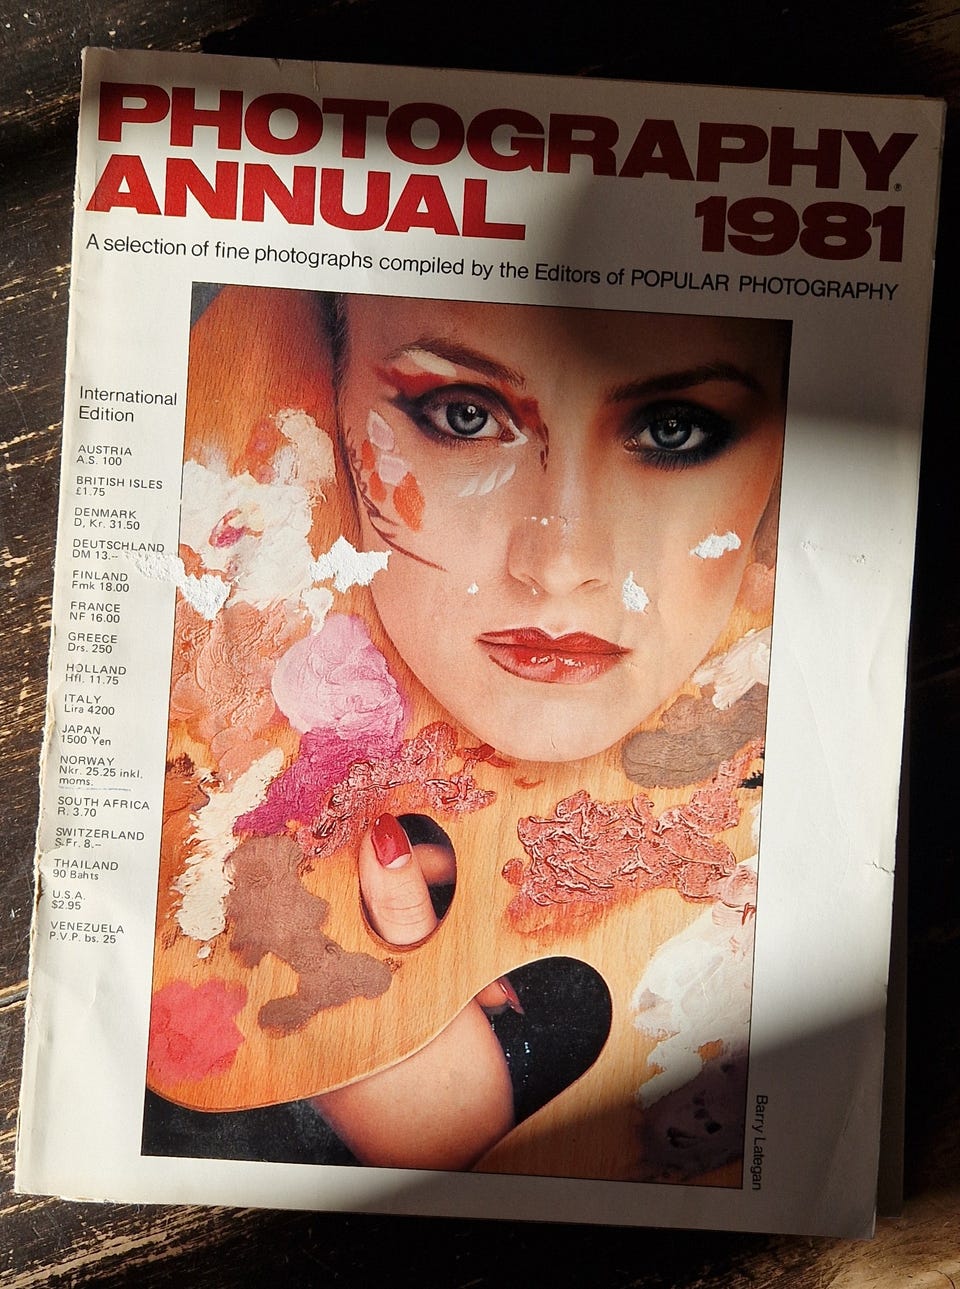 PHOTOGRAPHY®
ANNUAL 1981
A selection of fine photographs compiled by the Editors of POPULAR PHOTOGRAPHY
International
Edition
AUSTRIA
A.S. 100
BRITISH ISLES
£1.75
DENMARK
D, Kr. 31.50
DEUTSCHLAND
DM 13.--
FINLAND
Fmk 18.00
FRANCE
NF 16.00
GREECE
Drs. 250
HOLLAND
Hfl. 11.75
ITALY
Lira 4200
JAPAN
1500 Yen
NORWAY
Nkr. 25.25 inkl.
moms.
SOUTH AFRICA
R. 3.70
SWITZERLAND
S.Fr. 8.--
THAILAND
90 Bahts
U.S.A.
$2.95
VENEZUELA
P.V.P. bs. 25
Barry Lategan